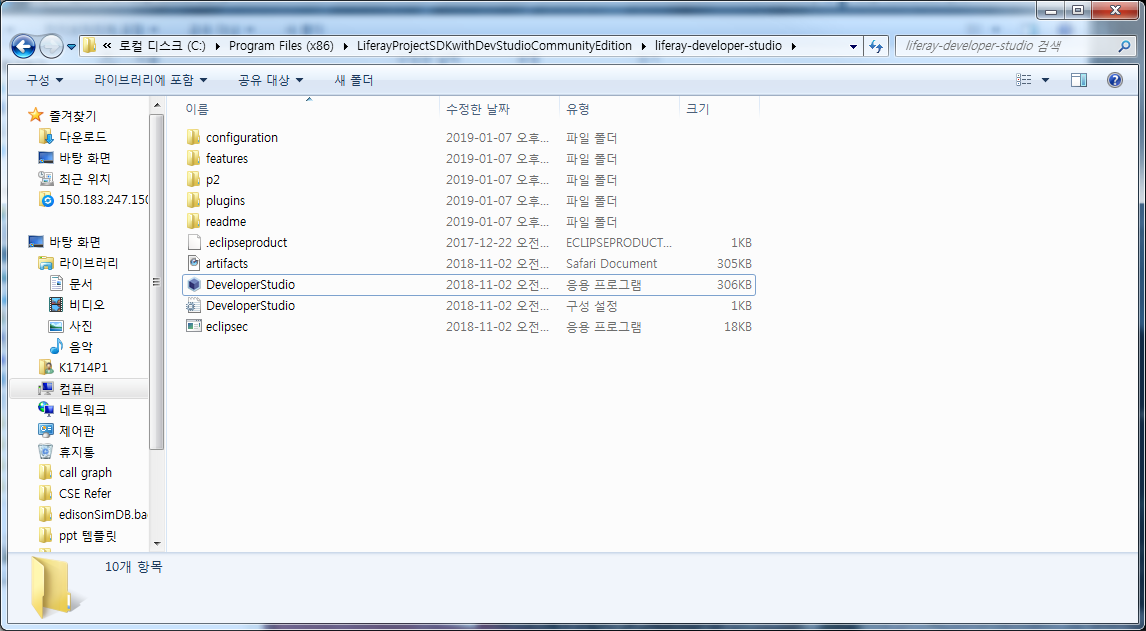 « 로컬 디스크 (C:) ▸ Program Files (x86) ▸ LiferayProjectSDKwithDevStudioCommunityEdition ▸ liferay-developer-studio ▸
liferay-developer-studio 검색
구성 라이브러리에 포함 공유 대상 새 폴더
이름 수정한 날짜 유형 크기
즐겨찾기
다운로드
바탕 화면
최근 위치
150.183.247.150
바탕 화면
라이브러리
문서
비디오
사진
음악
K1714P1
컴퓨터
네트워크
제어판
휴지통
call graph
CSE Refer
edisonSimDB.ba
ppt 템플릿
configuration 2019-01-07 오후... 파일 폴더
features 2019-01-07 오후... 파일 폴더
p2 2019-01-07 오후... 파일 폴더
plugins 2019-01-07 오후... 파일 폴더
readme 2019-01-07 오후... 파일 폴더
.eclipseproduct 2017-12-22 오전... ECLIPSEPRODUCT... 1KB
artifacts 2018-11-02 오전... Safari Document 305KB
DeveloperStudio 2018-11-02 오전... 응용 프로그램 306KB
DeveloperStudio 2018-11-02 오전... 구성 설정 1KB
eclipsec 2018-11-02 오전... 응용 프로그램 18KB
10개 항목